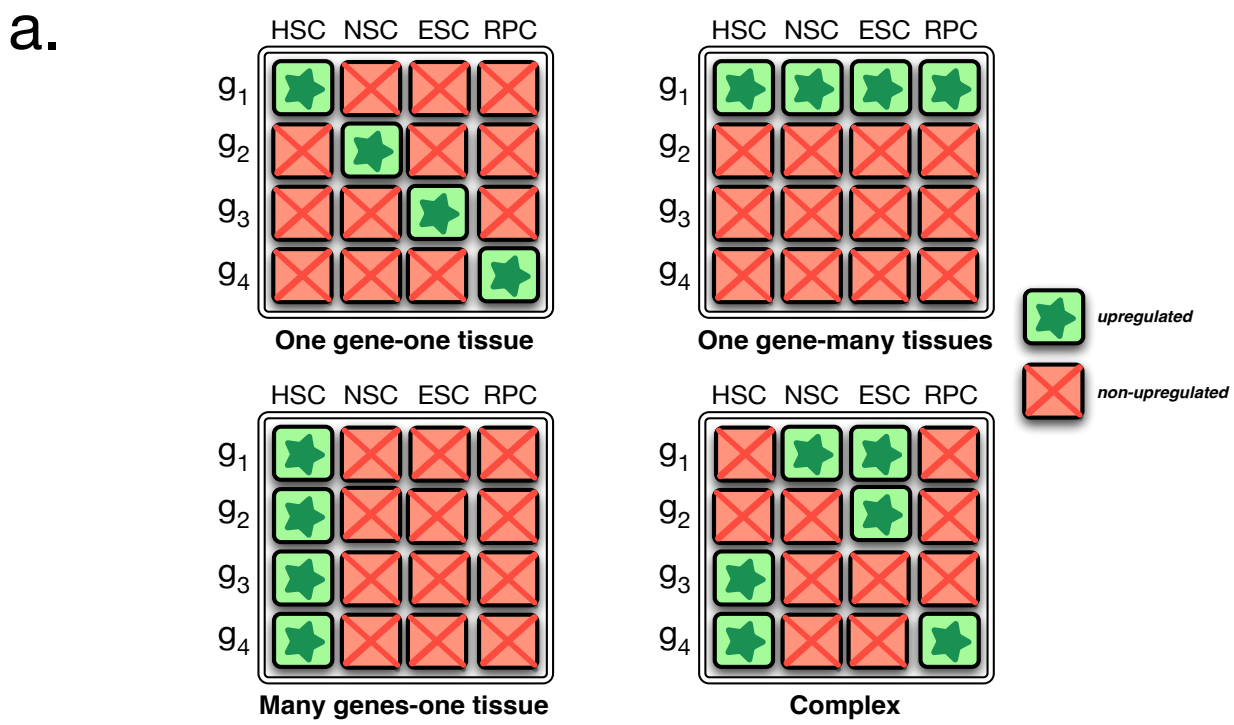 a.
HSC NSC ESC RPC
g1
g2
g3
g4
One gene-one tissue
HSC NSC ESC RPC
g1
g2
g3
g4
One gene-many tissues
upregulated
non-upregulated
HSC NSC ESC RPC
g1
g2
g3
g4
Many genes-one tissue
HSC NSC ESC RPC
g1
g2
g3
g4
Complex